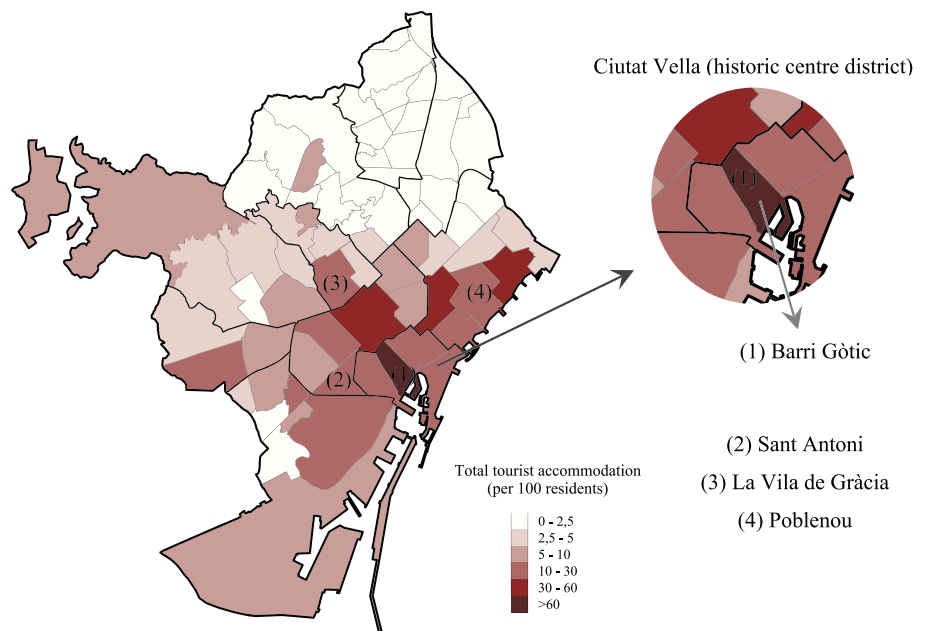 Ciutat Vella (historic centre district)
(1)
(3)
(4)
(2)
(1
(1) Barri Gòtic
(2) Sant Antoni
(3) La Vila de Gràcia
(4) Poblenou
Total tourist accommodation
(per 100 residents)
0 - 2,5
2,5 - 5
5 - 10
10 - 30
30 - 60
>60